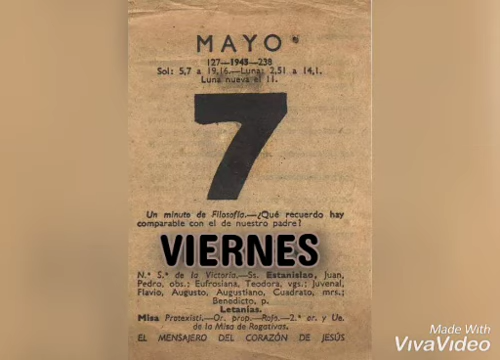 MAYO
127—1943—238
Sol: 5,7 a 19,16.—Luna: 2,51 a 14,1.
Luna nueva el 11.
7
Un minuto de Filosofía.—¿Qué recuerdo hay
comparable con el de nuestro padre?
VIERNES
N.ª S.ª de la Victoria.—Ss. Estanislao, Juan,
Pedro, obs.; Eufrosiana, Teodora, vgs.; Juvenal,
Flavio, Augusto, Augustiano, Cuadrato, mrs.;
Benedicto, p.
Letanías.
Misa Protexisti.—Or. prop.—Roja.—2.ª or. y Ue.
de la Misa de Rogativas.
EL MENSAJERO DEL CORAZÓN DE JESÚS
Made With
VivaVideo